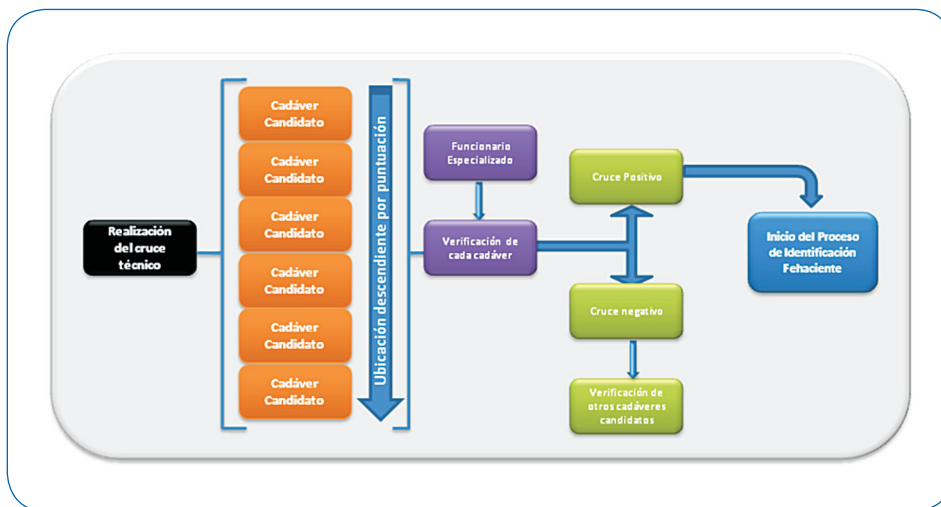 Realización
del cruce
técnico
Cadáver
Candidato
Cadáver
Candidato
Cadáver
Candidato
Cadáver
Candidato
Cadáver
Candidato
Cadáver
Candidato
Ubicación descendiente por puntuación
Funcionario
Especializado
Verificación de
cada cadáver
Cruce Positivo
Cruce negativo
Verificación de
otros cadáveres
candidatos
Inicio del Proceso
de Identificación
Fehaciente